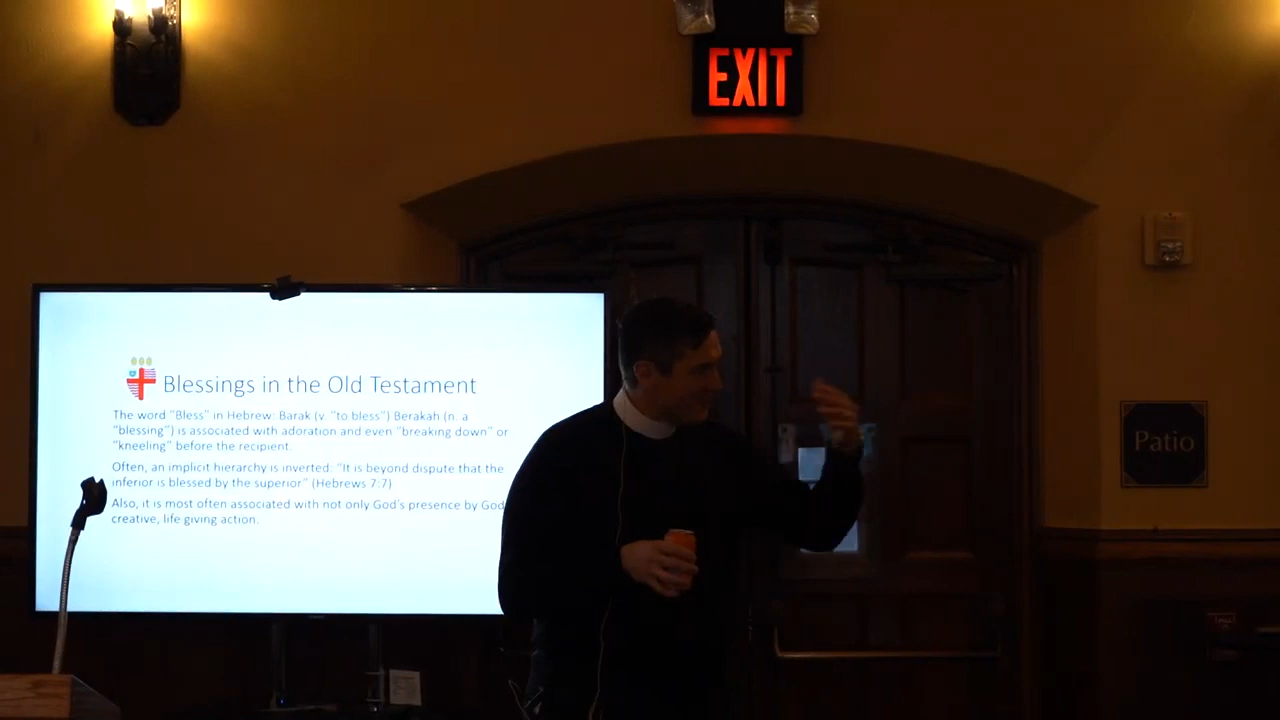 EXIT
Blessings in the Old Testament
The word "Bless" in Hebrew: Barak (v. "to bless") Berakah (n. a
"blessing") is associated with adoration and even "breaking down" or
"kneeling" before the recipient.
Often, an implicit hierarchy is inverted: "It is beyond dispute that the
inferior is blessed by the superior" (Hebrews 7:7)
Also, it is most often associated with not only God's presence by God
creative, life giving action.
Patio